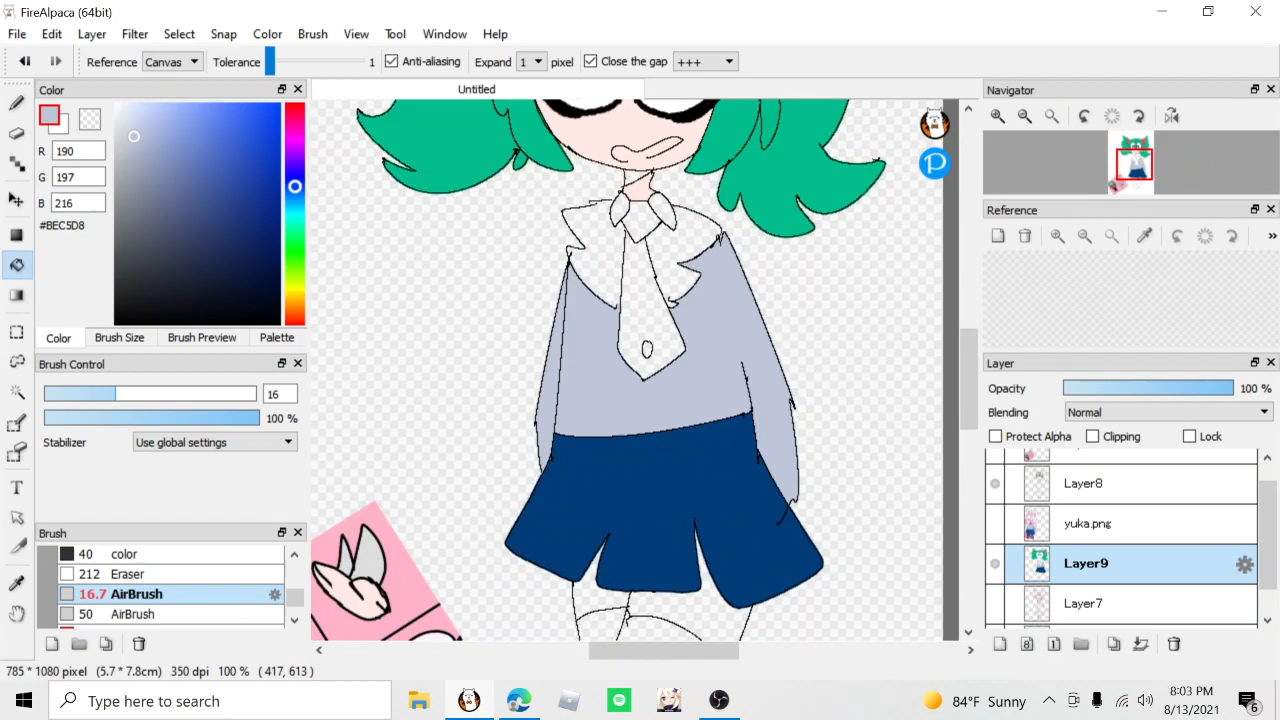 FireAlpaca (64bit)
File Edit Layer Filter Select Snap Color Brush View Tool Window Help
Reference Canvas Tolerance 1 Anti-aliasing Expand 1 pixel Close the gap +++
Color
Untitled
Navigator
R 190
G 197
B 216
#BEC5D8
Reference
Color Brush Size Brush Preview Palette
Brush Control
16
100 %
Stabilizer Use global settings
Layer
Opacity 100 %
Blending Normal
Protect Alpha Clipping Lock
Layer8
yuka.png
Layer9
Layer7
Brush
40 color
212 Eraser
16.7 AirBrush
50 AirBrush
785 * 1080 pixel (5.7 * 7.8cm) 350 dpi 100 % ( 417, 613 )
Type here to search
84°F Sunny
8:03 PM
8/13/2021
6